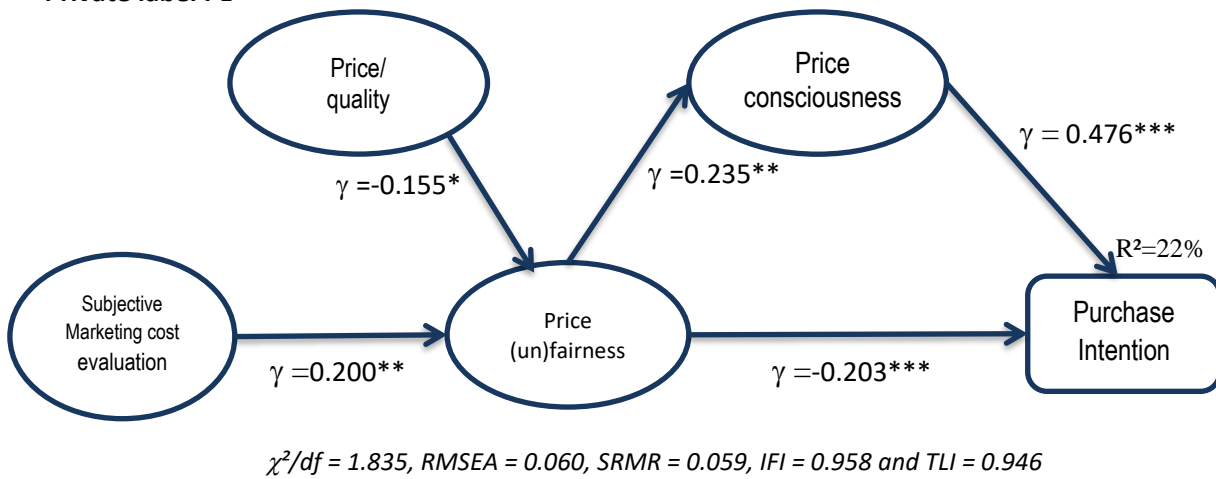 Price/
quality
Price
consciousness
γ = 0.476***
γ =-0.155*
γ =0.235**
R²=22%
Subjective
Marketing cost
evaluation
Price
(un)fairness
Purchase
Intention
γ =0.200**
γ =-0.203***
χ²/df = 1.835, RMSEA = 0.060, SRMR = 0.059, IFI = 0.958 and TLI = 0.946